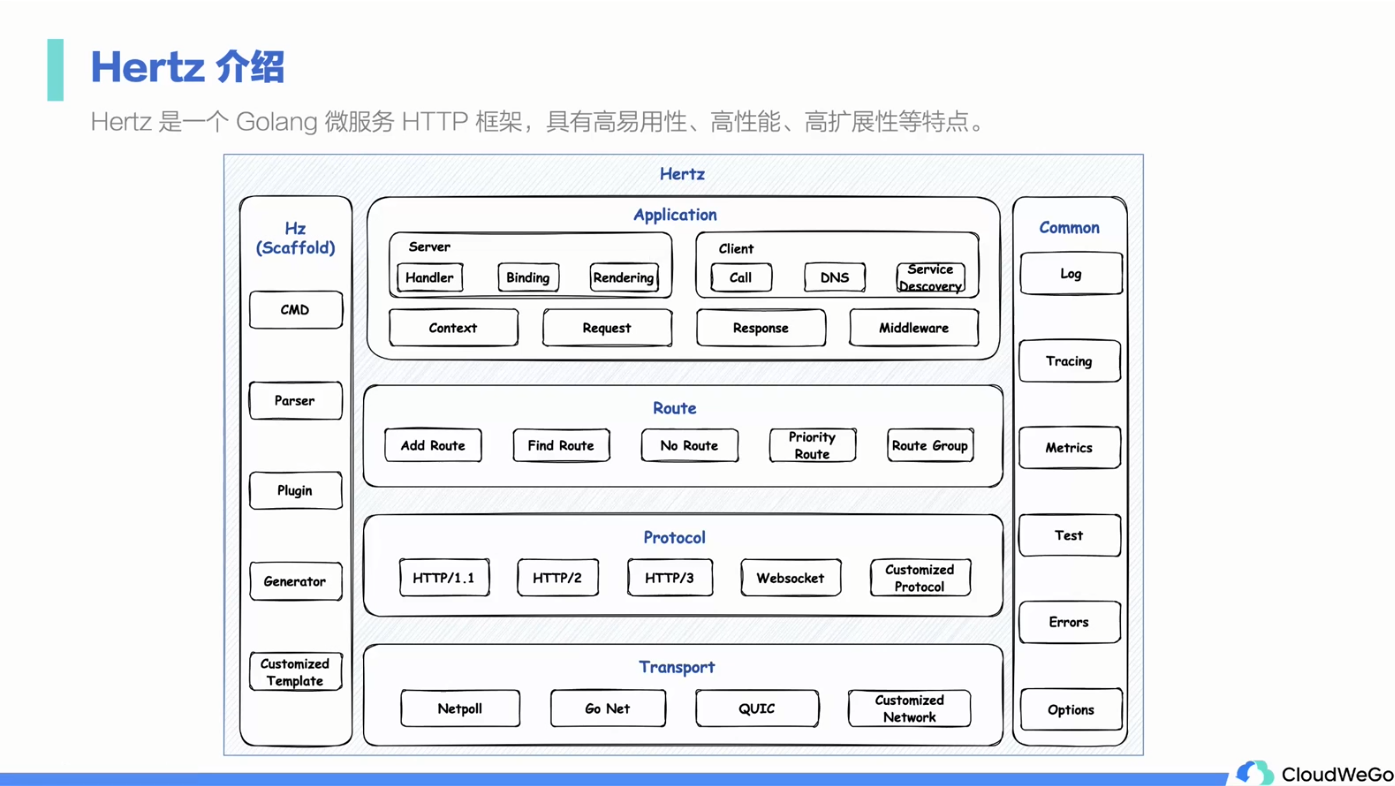 Hertz 介绍
Hertz 是一个 Golang 微服务 HTTP 框架，具有高易用性、高性能、高扩展性等特点。
Hertz
Hz
(Scaffold)
CMD
Parser
Plugin
Generator
Customized
Template
Application
Server
Handler
Binding
Rendering
Client
Call
DNS
Service
Descovery
Context
Request
Response
Middleware
Route
Add Route
Find Route
No Route
Priority
Route
Route Group
Protocol
HTTP/1.1
HTTP/2
HTTP/3
Websocket
Customized
Protocol
Transport
Netpoll
Go Net
QUIC
Customized
Network
Common
Log
Tracing
Metrics
Test
Errors
Options
CloudWeGo